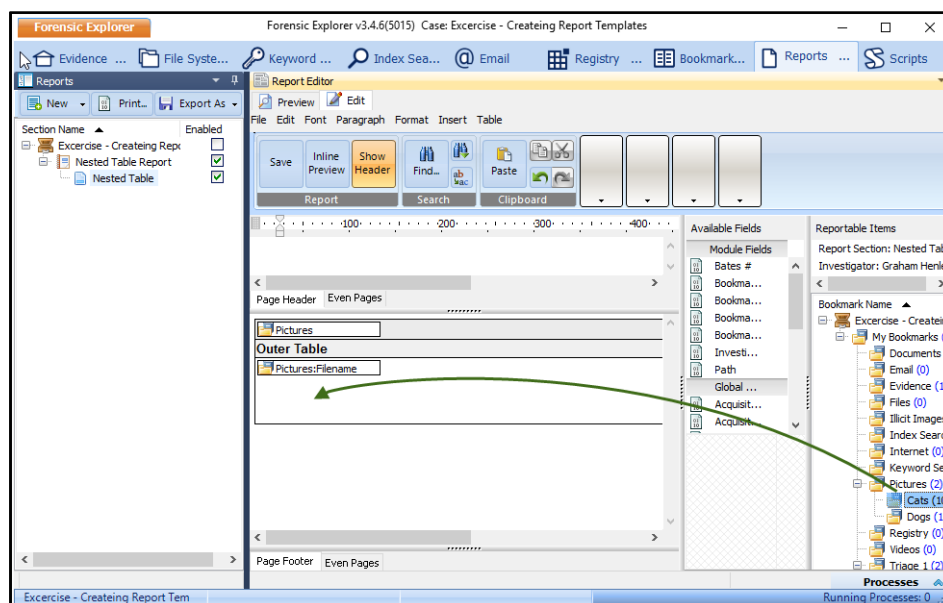 Forensic Explorer
Forensic Explorer v3.4.6(5015) Case: Excercise - Createing Report Templates
Evidence ...
File Syste...
Keyword ...
Index Sea...
Email
Registry ...
Bookmark...
Reports ...
Scripts
Reports
New
Print...
Export As
Section Name
Enabled
Excercise - Createing Repc
Nested Table Report
Nested Table
Report Editor
Preview
Edit
File Edit Font Paragraph Format Insert Table
Save
Inline Preview
Show Header
Report
Find...
Search
Paste
Clipboard
100 200 300 400
Page Header
Even Pages
Pictures
Outer Table
Pictures:Filename
Page Footer
Even Pages
Available Fields
Module Fields
Bates #
Bookma...
Bookma...
Bookma...
Bookma...
Investi...
Path
Global ...
Acquisit...
Acquisit...
Reportable Items
Report Section: Nested Tal
Investigator: Graham Henle
Bookmark Name
Excercise - Createir
My Bookmarks (
Documents
Email (0)
Evidence (1
Files (0)
Illicit Images
Index Searc
Internet (0)
Keyword Se
Pictures (2)
Cats (10
Dogs (1
Registry (0)
Videos (0)
Triage 1 (2)
Processes
Excercise - Createing Report Tem
Running Processes: 0